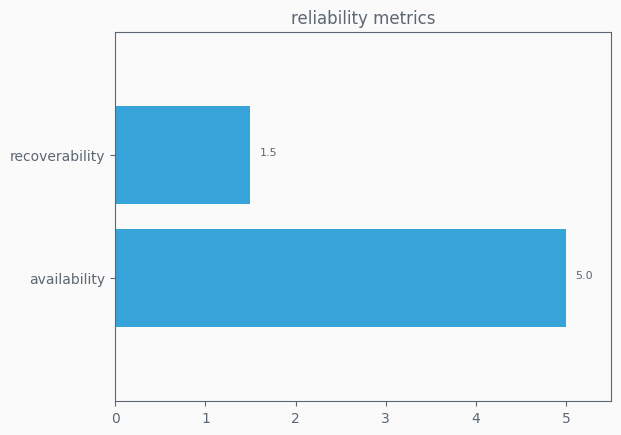 reliability metrics
recoverability
1.5
availability
5.0
0 1 2 3 4 5